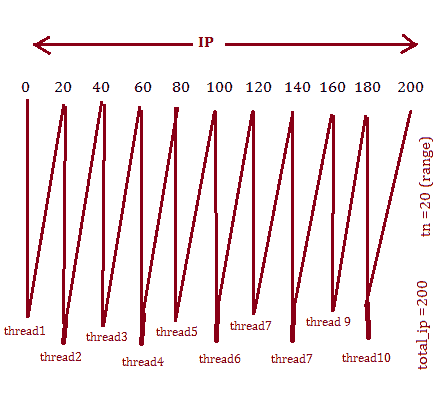 IP
0 20 40 60 80 100 120 140 160 180 200
tn =20 (range)
total_ip =200
thread1
thread2
thread3
thread4
thread5
thread6
thread7
thread7
thread 9
thread10